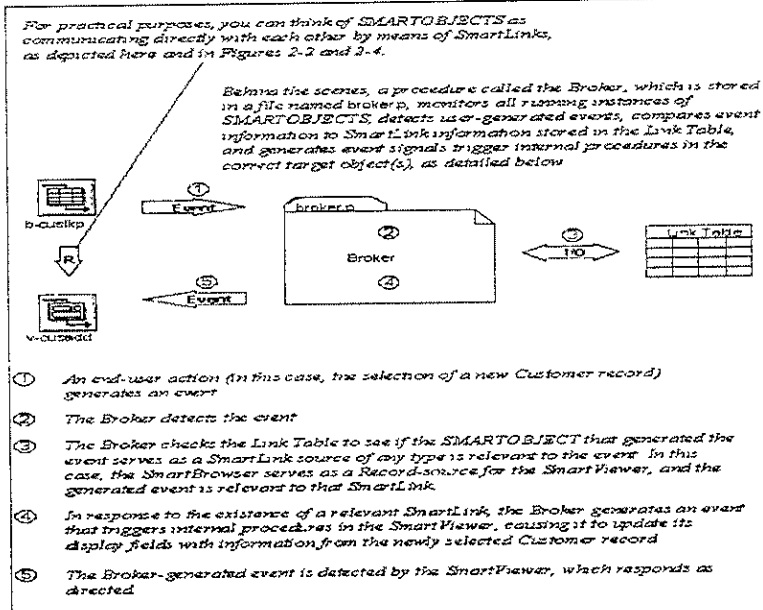 For practical purposes, you can think of SMARTOBJECTS as
communicating directly with each other by means of SmartLinks,
as depicted here and in Figures 2-3 and 2-4.
Behind the scenes, a procedure called the Broker, which is stored
in a file named broker.p, monitors all running instances of
SMARTOBJECTS, detects user-generated events, compares event
information to SmartLink information stored in the Link Table,
and generates event signals trigger internal procedures in the
correct target object(s), as detailed below
b-custkp
1
Event
broker.p
2
Broker
4
3
I/O
Link Table
R
5
Event
v-cusadd
1 An end-user action (in this case, the selection of a new Customer record)
generates an event
2 The Broker detects the event
3 The Broker checks the Link Table to see if the SMARTOBJECT that generated the
event serves as a SmartLink source of any type is relevant to the event In this
case, the SmartBrowser serves as a Record-source for the SmartViewer, and the
generated event is relevant to that SmartLink
4 In response to the existence of a relevant SmartLink, the Broker generates an event
that triggers internal procedures in the SmartViewer, causing it to update its
display fields with information from the newly selected Customer record
5 The Broker-generated event is detected by the SmartViewer, which responds as
directed